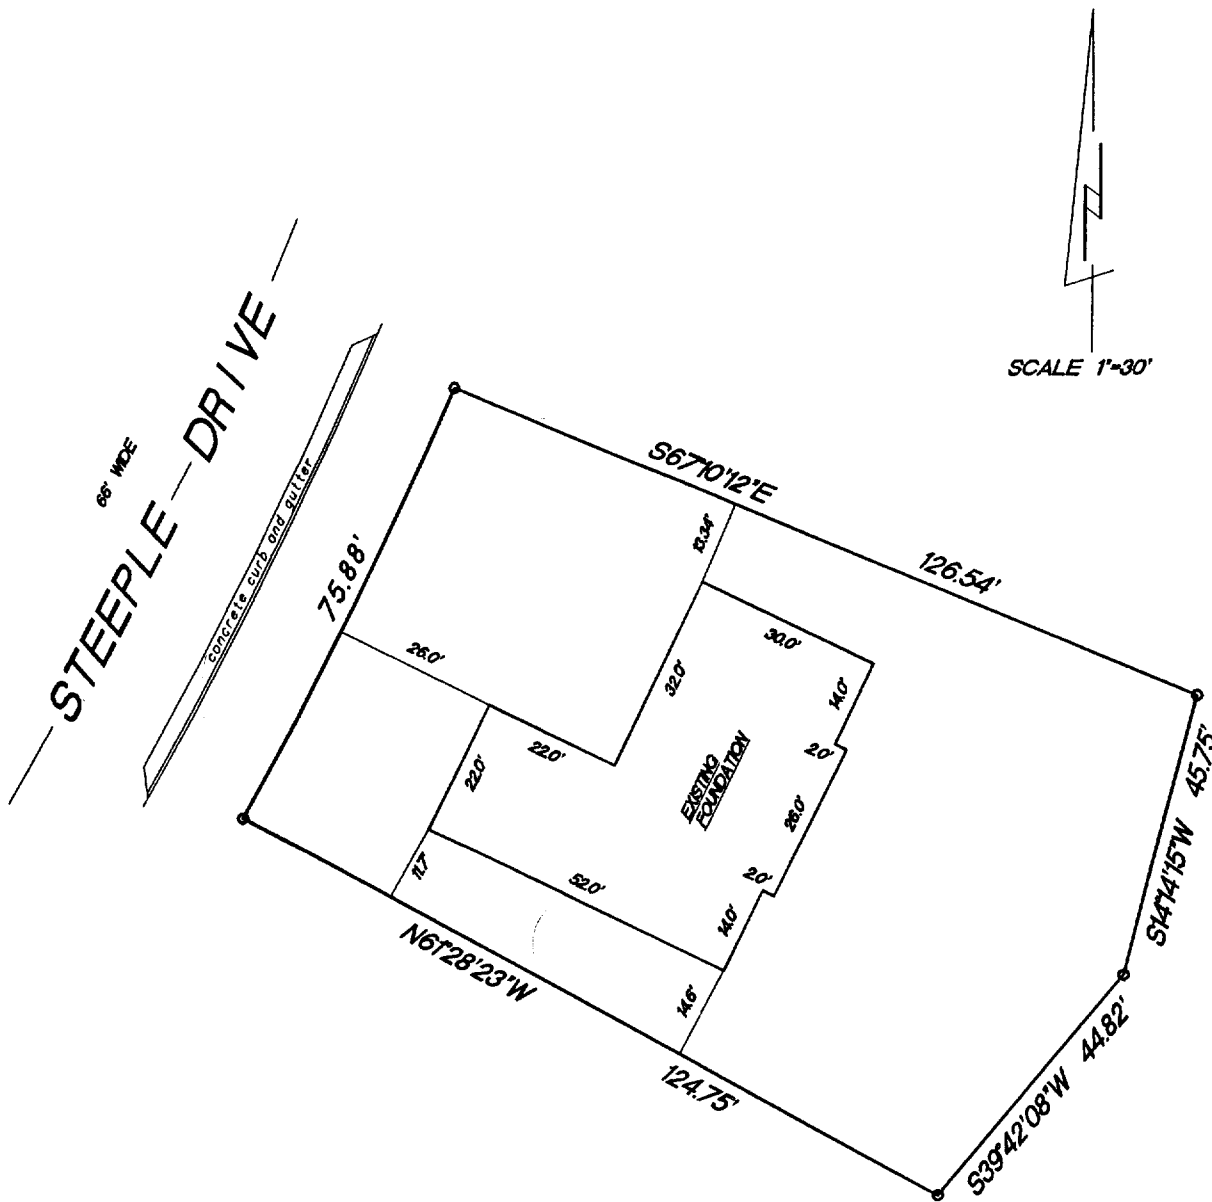 SCALE 1"=30'
STEEPLE DRIVE
66' WIDE
concrete curb and gutter
75.88'
S67°10'12"E
126.54'
13.34'
30.0'
26.0'
32.0'
14.0'
22.0'
2.0'
22.0'
EXISTING
FOUNDATION
26.0'
11.7'
52.0'
2.0'
14.0'
14.6'
N61°28'23"W
124.75'
S14°14'15"W 45.75'
S39°42'08"W 44.82'